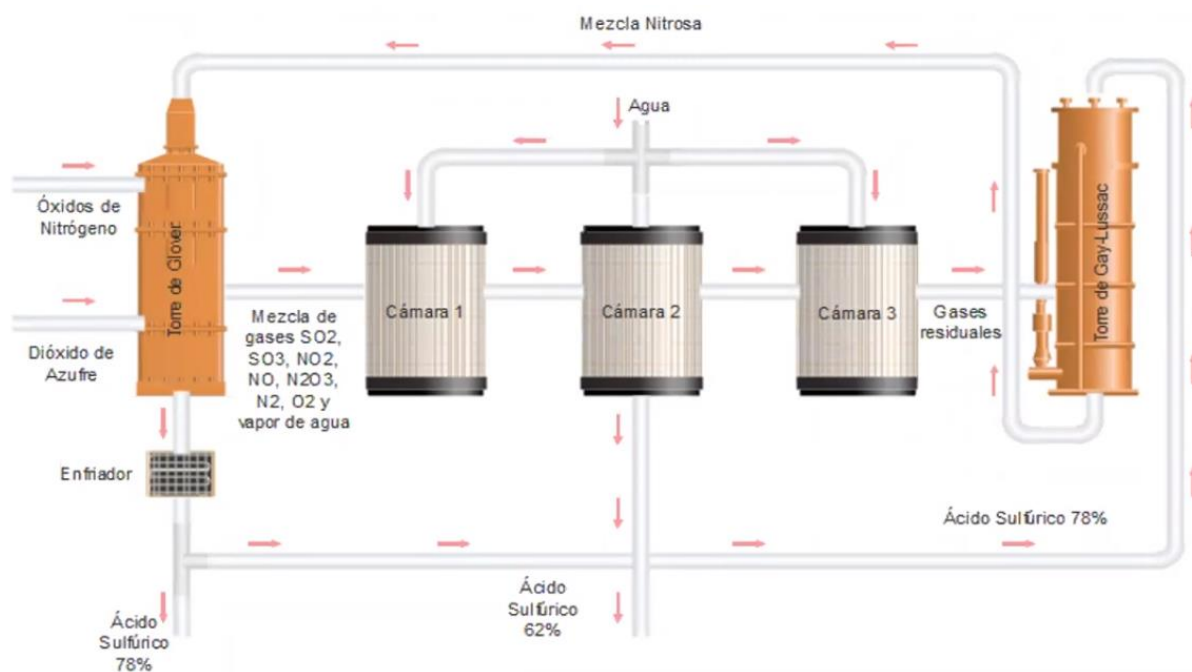 Mezcla Nitrosa
Agua
Óxidos de
Nitrógeno
Torre de Glover
Dióxido de
Azufre
Mezcla de
gases SO2,
SO3, NO2,
NO, N2O3,
N2, O2 y
vapor de agua
Cámara 1
Cámara 2
Cámara 3
Gases
residuales
Torre de Gay-Lussac
Enfriador
Ácido Sulfúrico 78%
Ácido
Sulfúrico
78%
Ácido
Sulfúrico
62%